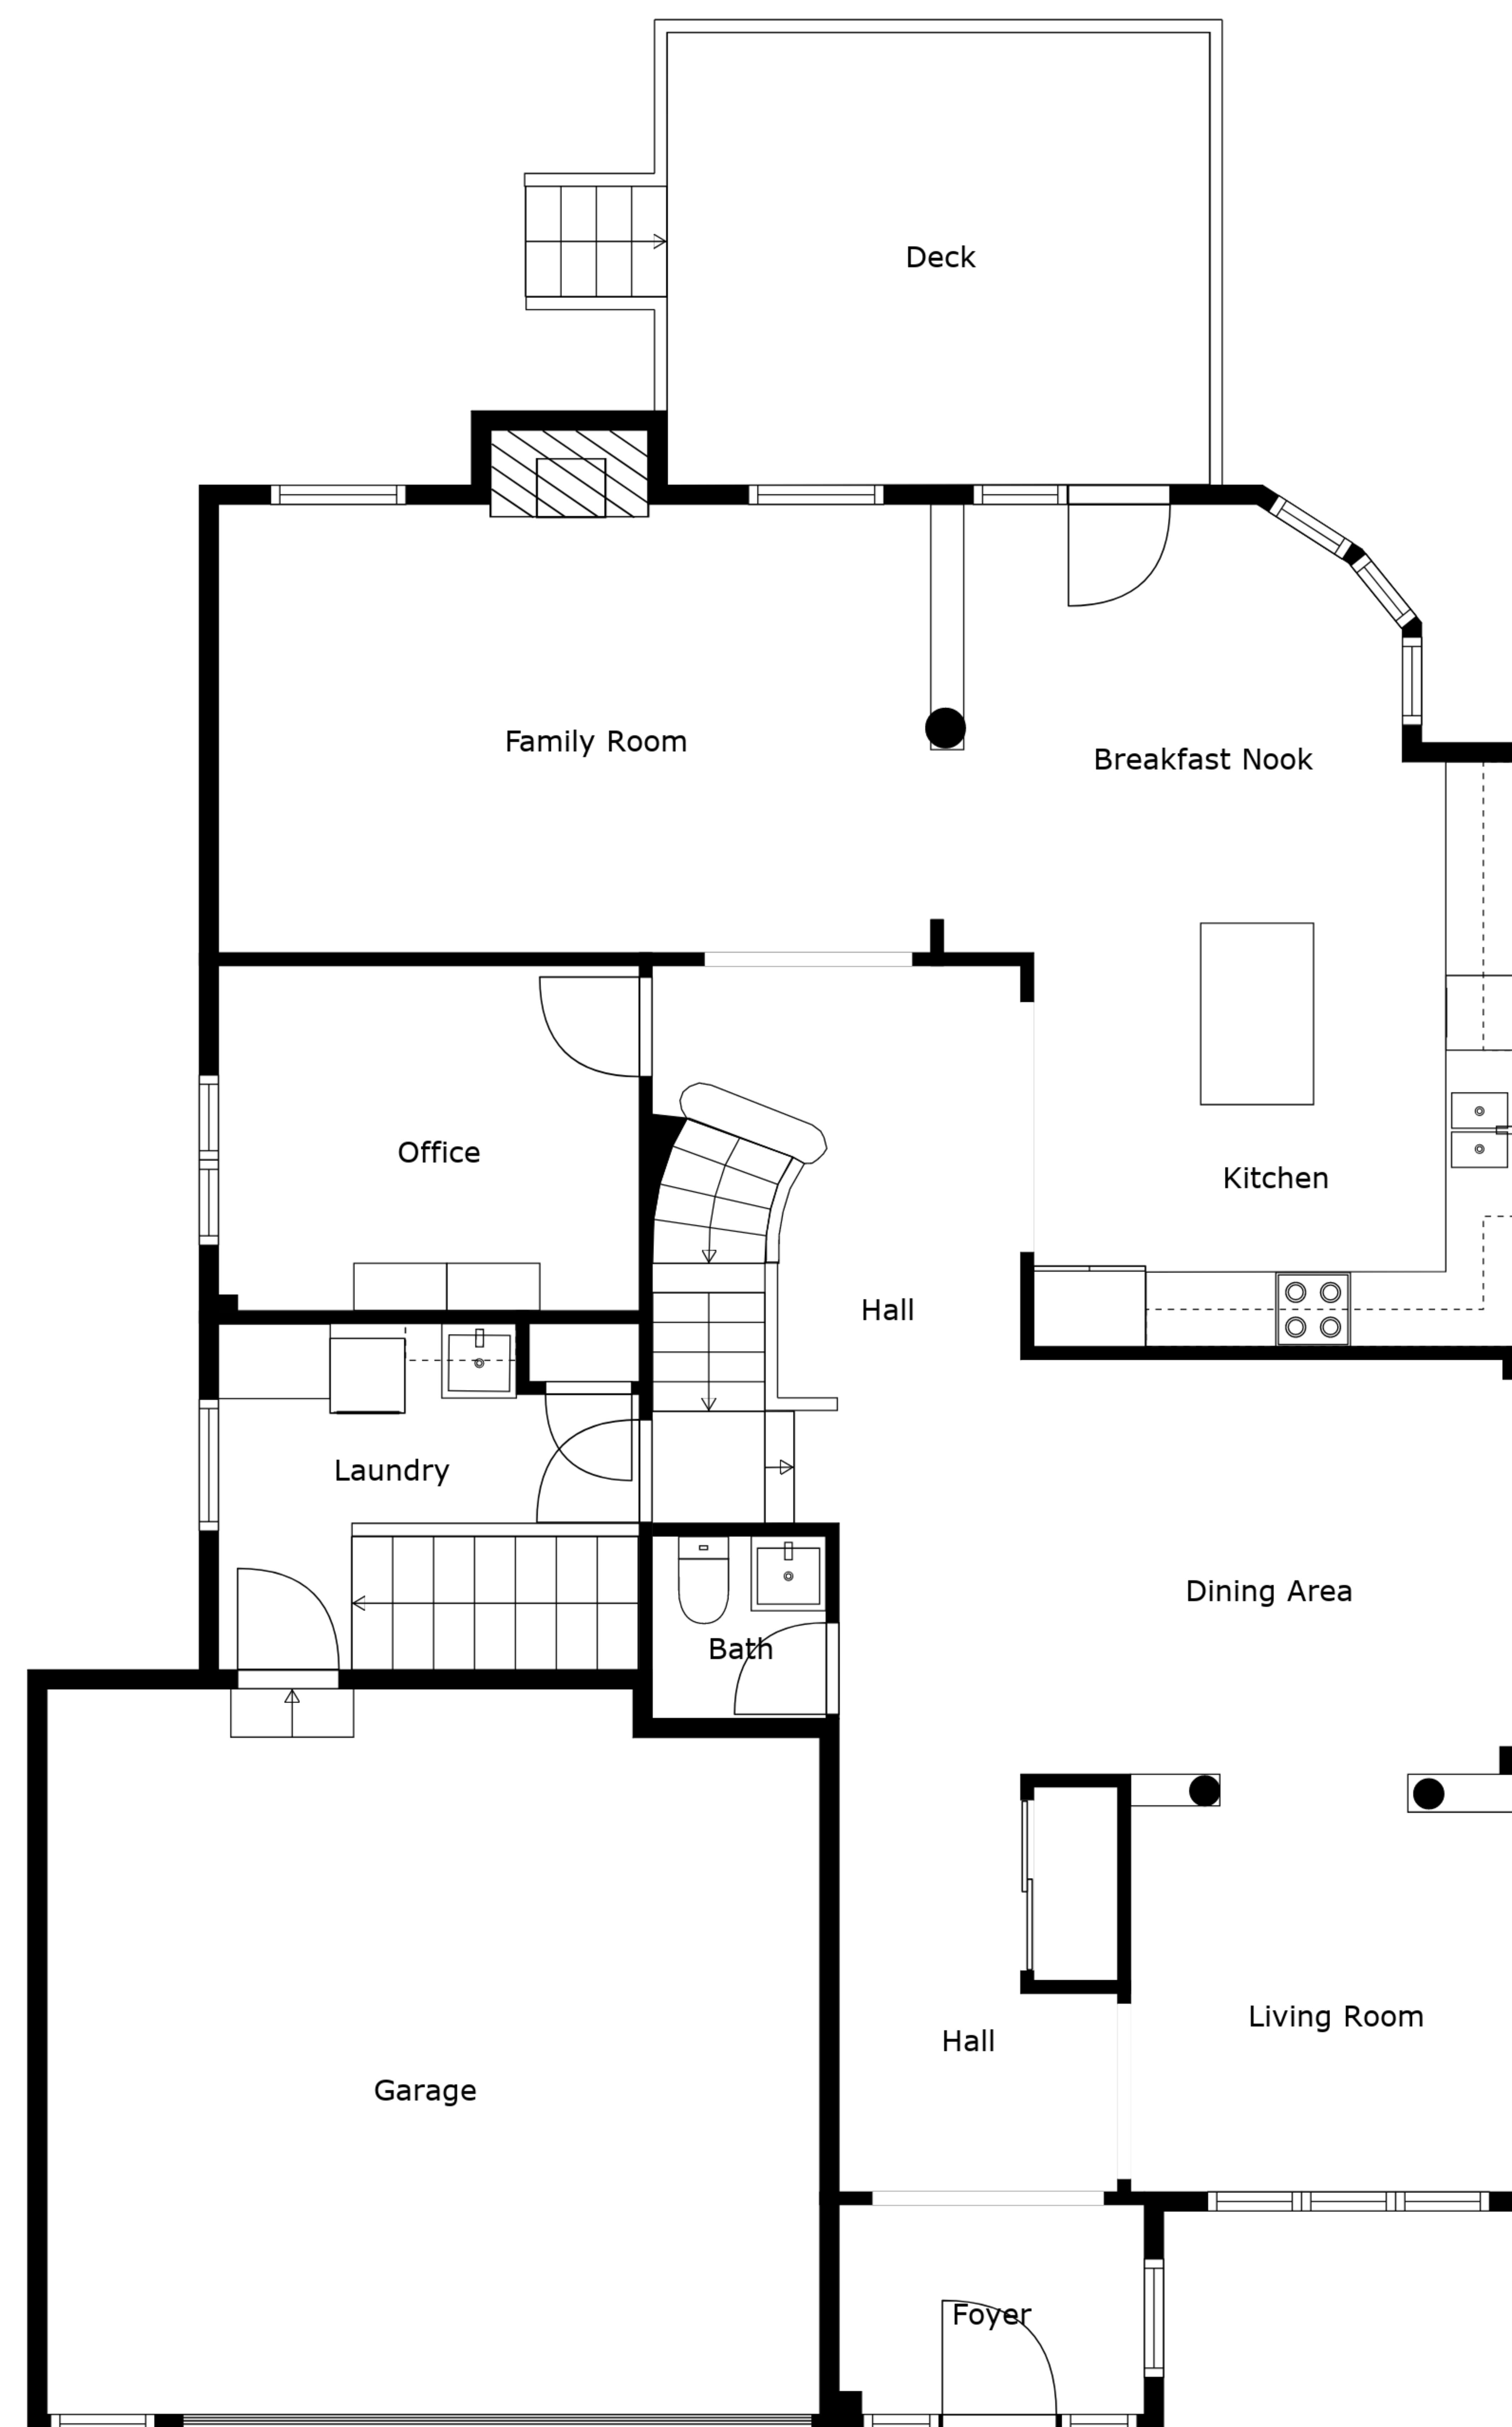 Deck
Family Room
Breakfast Nook
Office
Kitchen
Hall
Laundry
Dining Area
Bath
Living Room
Hall
Garage
Foyer